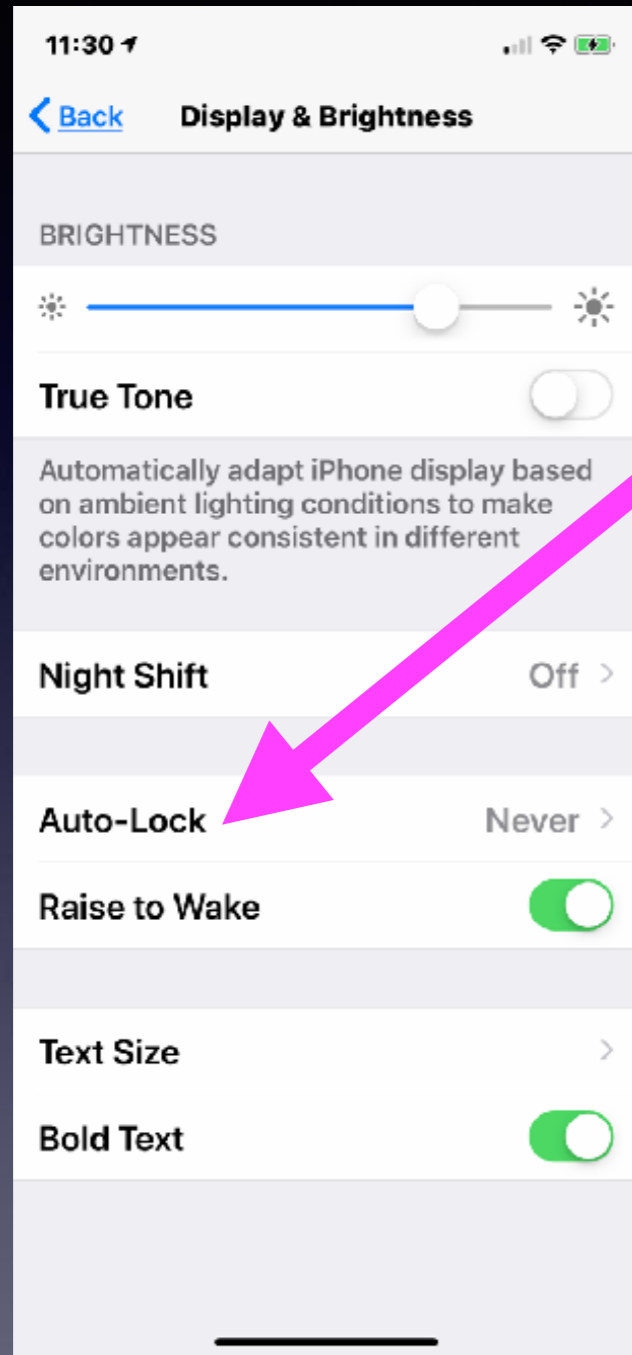 11:30
Back Display & Brightness
BRIGHTNESS
True Tone
Automatically adapt iPhone display based
on ambient lighting conditions to make
colors appear consistent in different
environments.
Night Shift Off
Auto-Lock Never
Raise to Wake
Text Size
Bold Text